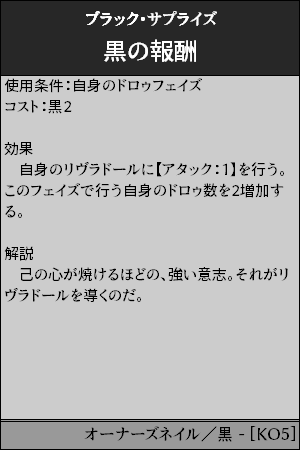 ブラック・サプライズ
黒の報酬
使用条件：自身のドロゥフェイズ
コスト：黒2
効果
　自身のリヴラドールに【アタック：1】を行う。
このフェイズで行う自身のドロゥ数を2増加す
る。
解説
　己の心が焼けるほどの、強い意志。それがリ
ヴラドールを導くのだ。
オーナーズネイル／黒 - [KO5]